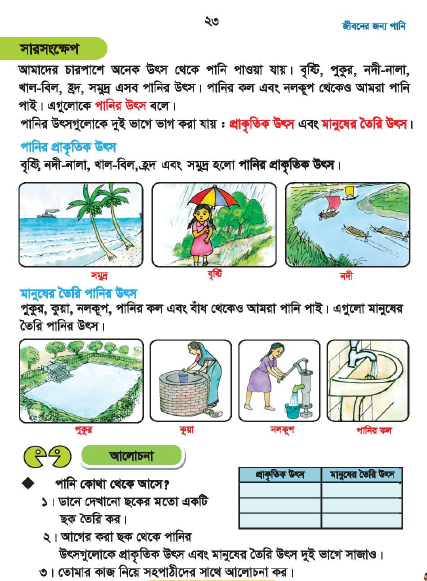 ২৩
জীবনের জন্য পানি
সারসংক্ষেপ
আমাদের চারপাশে অনেক উৎস থেকে পানি পাওয়া যায়। বৃষ্টি, পুকুর, নদী-নালা,
খাল-বিল, হ্রদ, সমুদ্র এসব পানির উৎস। পানির কল এবং নলকূপ থেকেও আমরা পানি
পাই। এগুলোকে পানির উৎস বলে।
পানির উৎসগুলোকে দুই ভাগে ভাগ করা যায় : প্রাকৃতিক উৎস এবং মানুষের তৈরি উৎস।
পানির প্রাকৃতিক উৎস
বৃষ্টি, নদী-নালা, খাল-বিল, হ্রদ এবং সমুদ্র হলো পানির প্রাকৃতিক উৎস।
সমুদ্র
বৃষ্টি
নদী
মানুষের তৈরি পানির উৎস
পুকুর, কুয়া, নলকূপ, পানির কল এবং বাঁধ থেকেও আমরা পানি পাই। এগুলো মানুষের
তৈরি পানির উৎস।
পুকুর
কুয়া
নলকূপ
পানির কল
আলোচনা
পানি কোথা থেকে আসে?
১। ডানে দেখানো ছকের মতো একটি
ছক তৈরি কর।
প্রাকৃতিক উৎস
মানুষের তৈরি উৎস
২। আগের করা ছক থেকে পানির
উৎসগুলোকে প্রাকৃতিক উৎস এবং মানুষের তৈরি উৎস দুই ভাগে সাজাও।
৩। তোমার কাজ নিয়ে সহপাঠীদের সাথে আলোচনা কর।